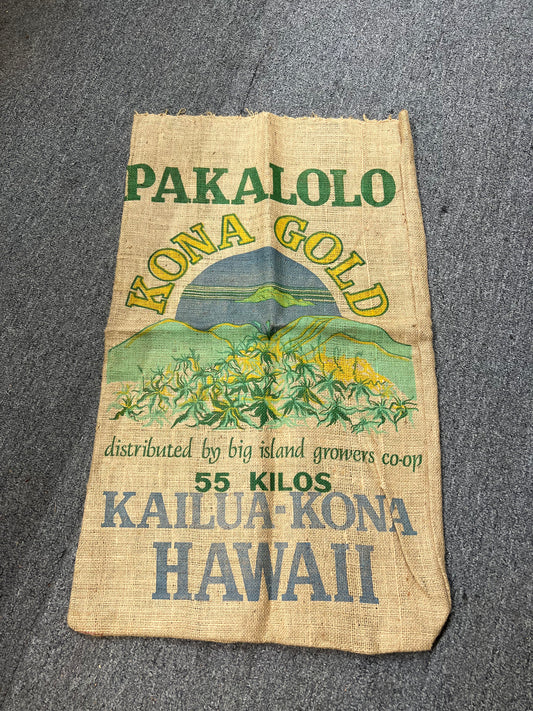 PAKALOLO
KONA GOLD
distributed by big island growers co-op
55 KILOS
KAILUA-KONA
HAWAII